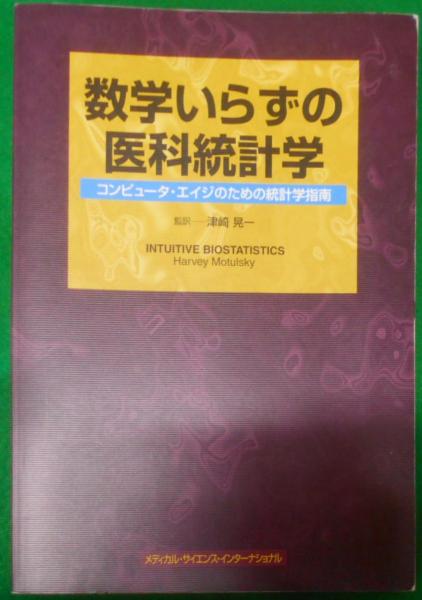 数学いらずの
医科統計学
コンピュータ・エイジのための統計学指南
監訳──津崎 晃一
INTUITIVE BIOSTATISTICS
Harvey Motulsky
メディカル・サイエンス・インターナショナル